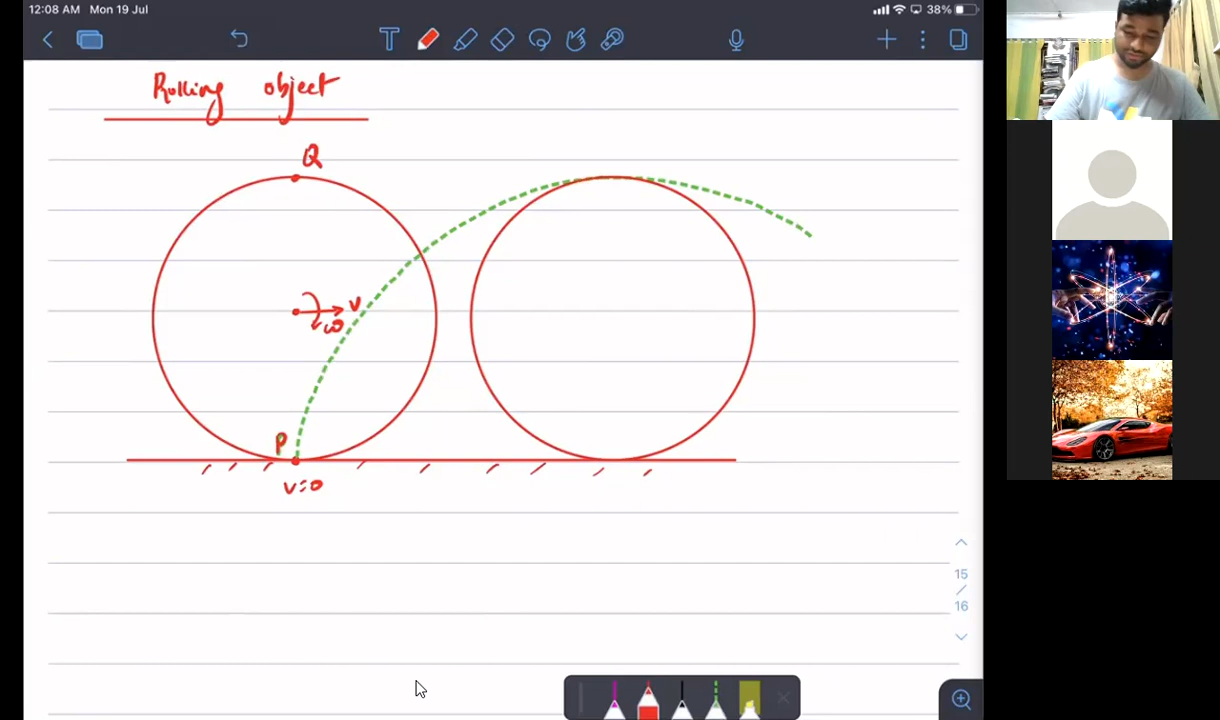 12:08 AM Mon 19 Jul
38%
T
Rolling object
Q
v
ω
P
v=0
15
/
16